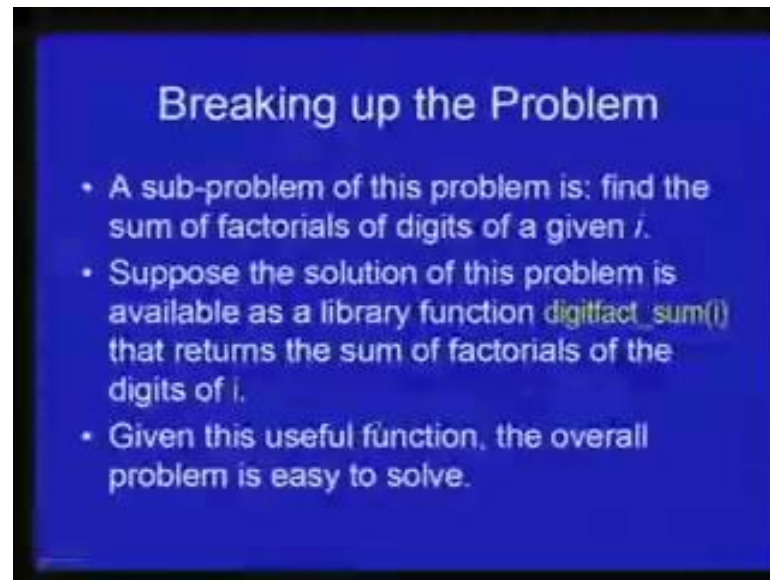 Breaking up the Problem
• A sub-problem of this problem is: find the
sum of factorials of digits of a given i.
• Suppose the solution of this problem is
available as a library function digitfact_sum(i)
that returns the sum of factorials of the
digits of i.
• Given this useful function, the overall
problem is easy to solve.